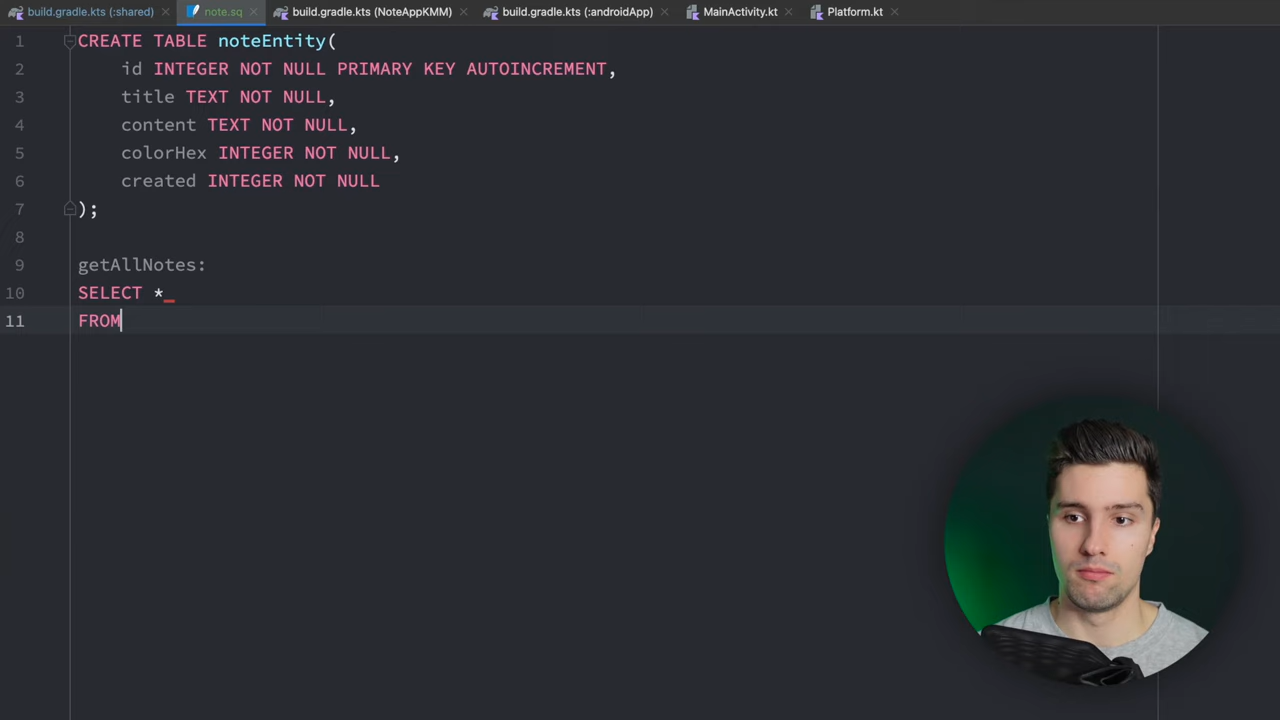 build.gradle.kts (:shared) note.sq build.gradle.kts (NoteAppKMM) build.gradle.kts (:androidApp) MainActivity.kt Platform.kt
1 CREATE TABLE noteEntity(
2 id INTEGER NOT NULL PRIMARY KEY AUTOINCREMENT,
3 title TEXT NOT NULL,
4 content TEXT NOT NULL,
5 colorHex INTEGER NOT NULL,
6 created INTEGER NOT NULL
7 );
8
9 getAllNotes:
10 SELECT *
11 FROM